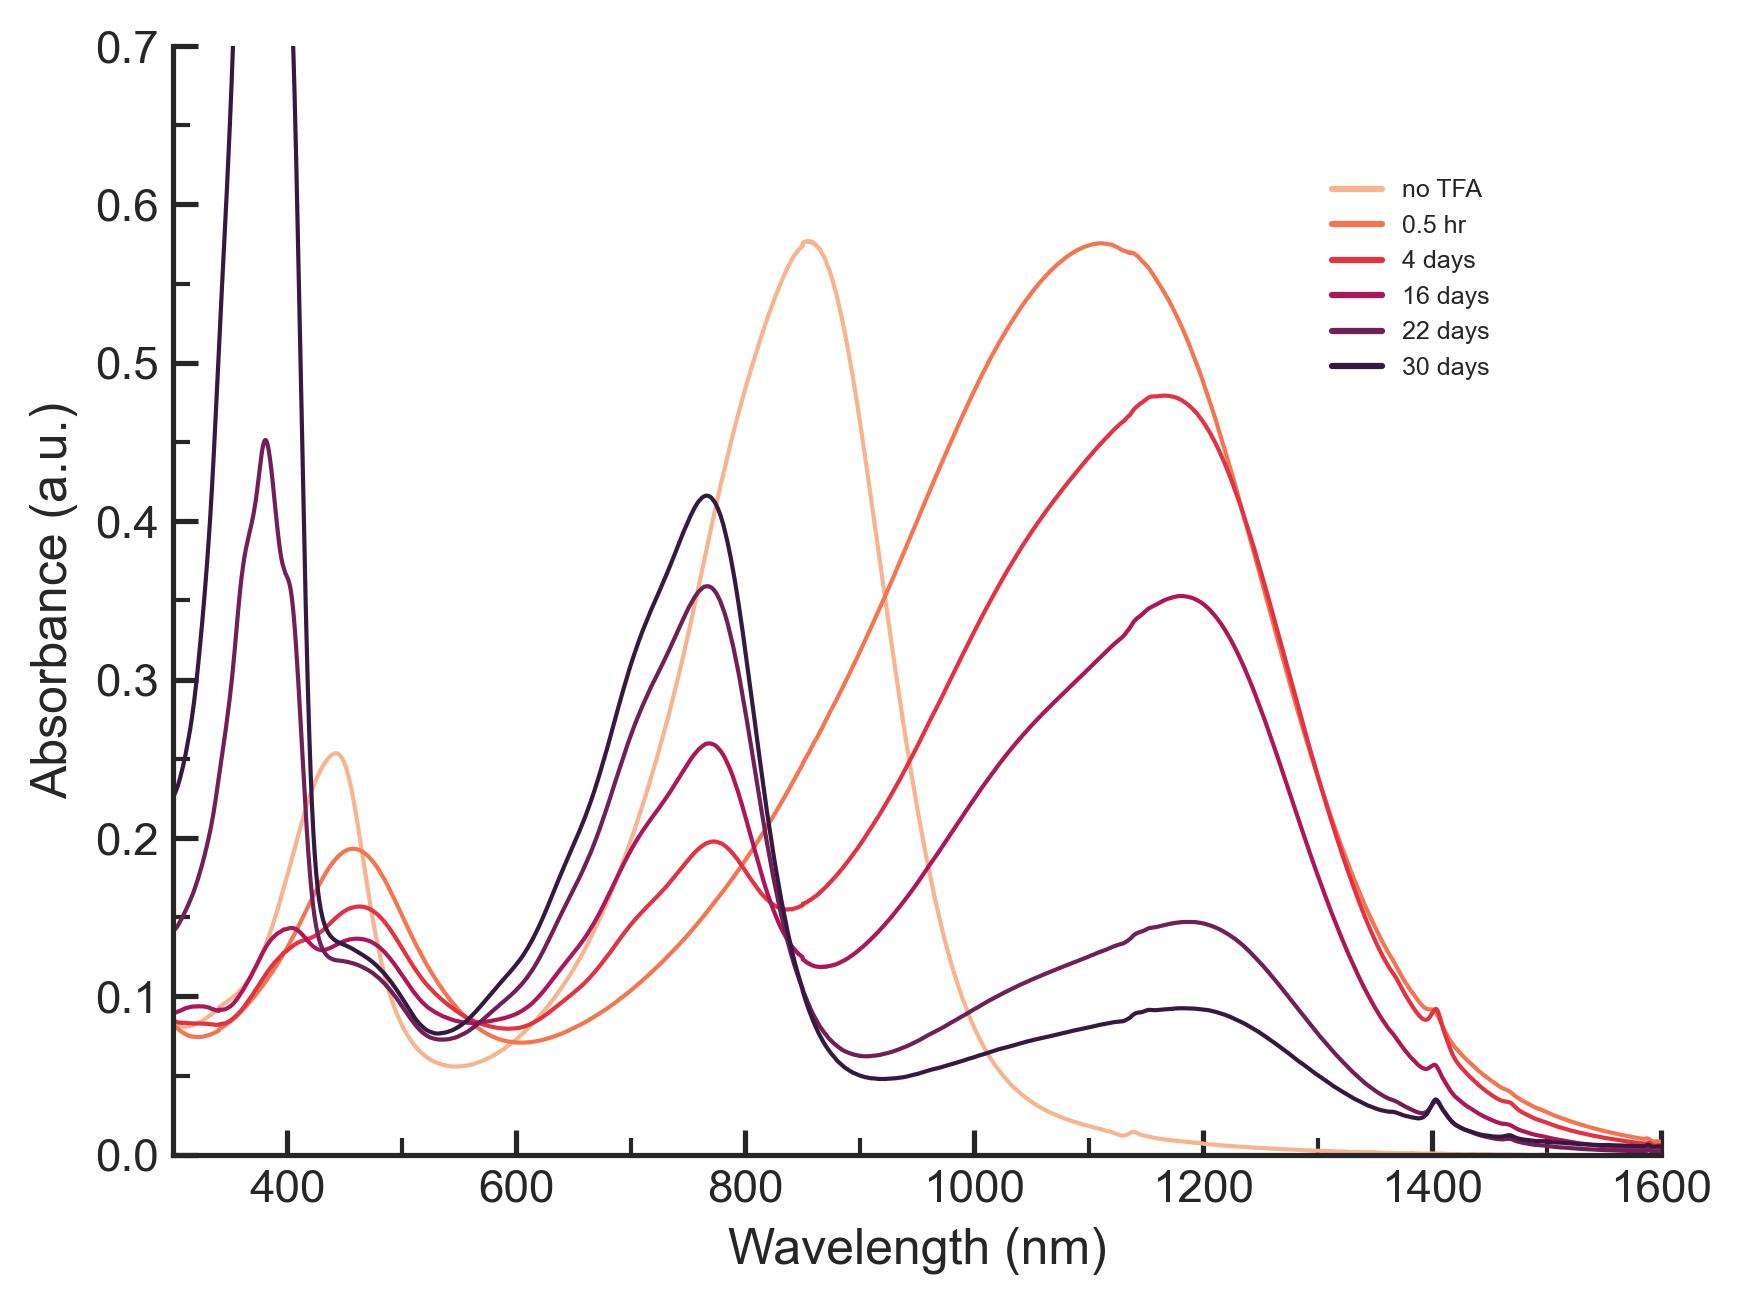 0.7
0.6
0.5
0.4
0.3
0.2
0.1
0.0
Absorbance (a.u.)
no TFA
0.5 hr
4 days
16 days
22 days
30 days
400 600 800 1000 1200 1400 1600
Wavelength (nm)